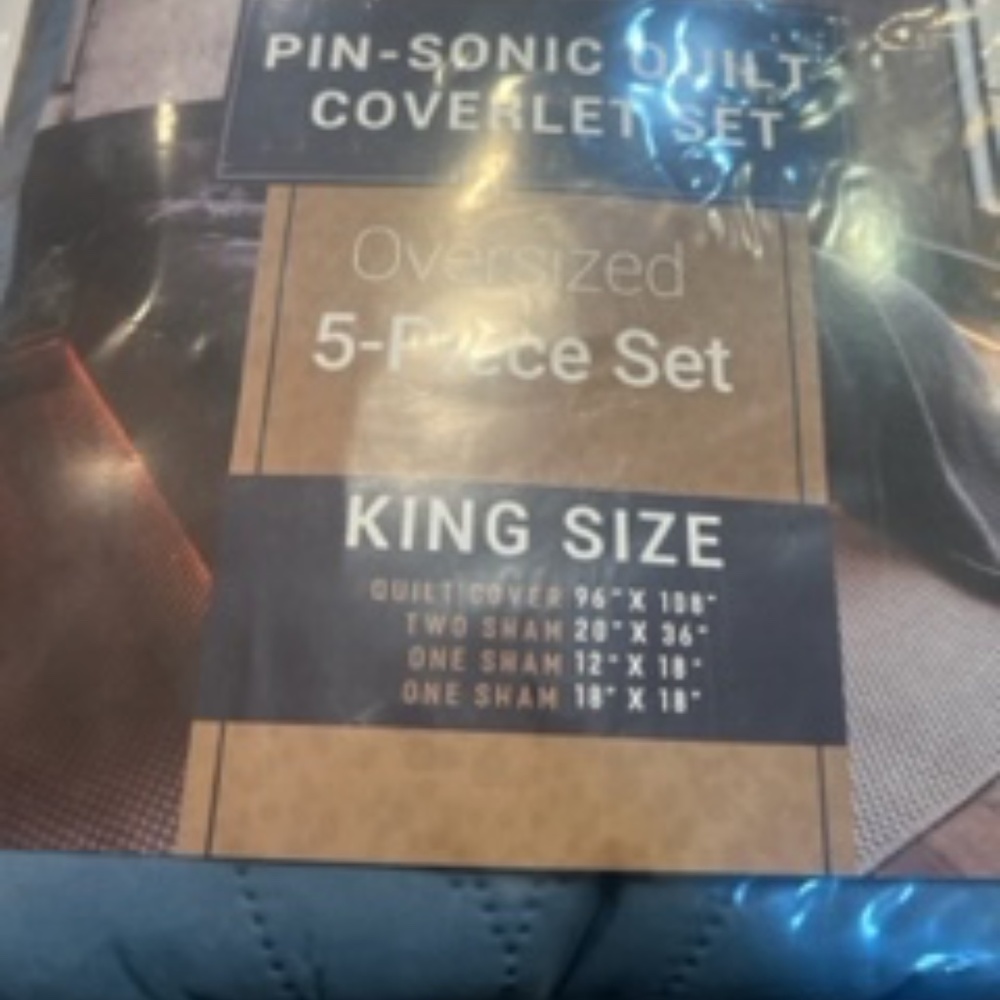 PIN-SONIC QUILT
COVERLET SET
Oversized
5-Piece Set
KING SIZE
QUILT COVER 96" X 108"
TWO SHAM 20" X 36"
ONE SHAM 12" X 18"
ONE SHAM 18" X 18"